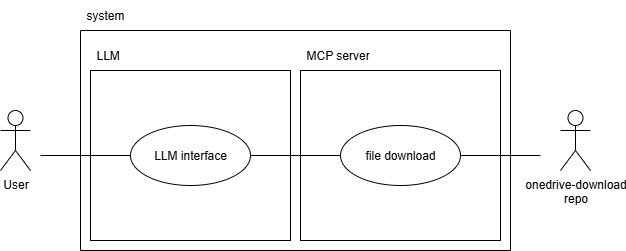 system
LLM
MCP server
LLM interface
file download
User
onedrive-download
repo